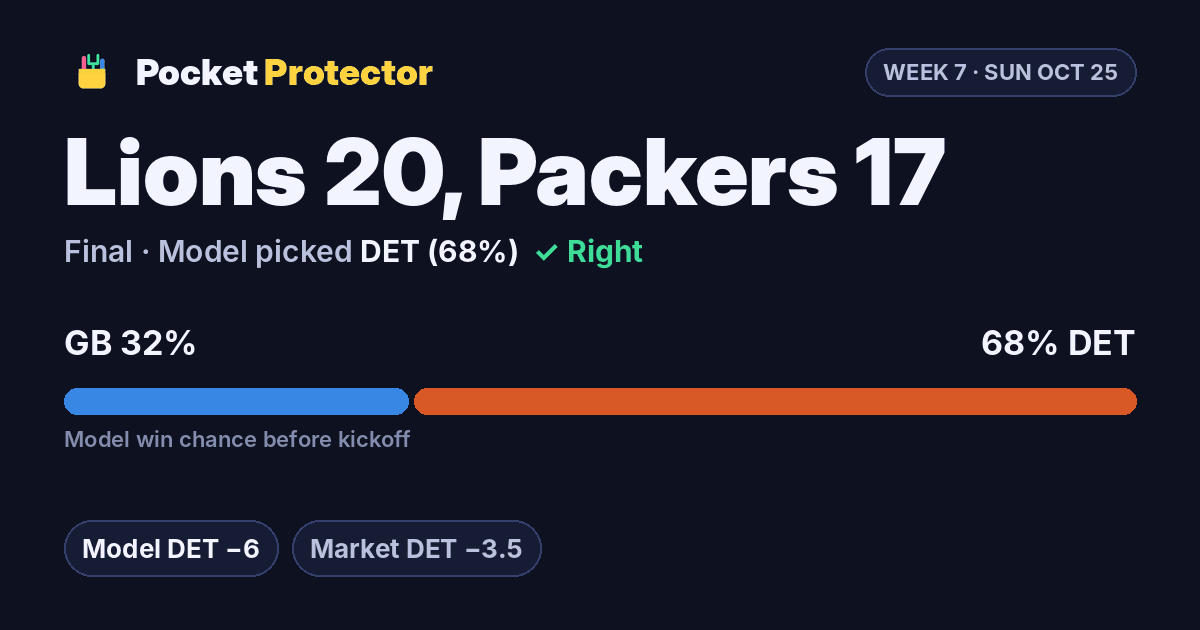 Pocket Protector
WEEK 7 · SUN OCT 25
Lions 20, Packers 17
Final · Model picked DET (68%) ✓ Right
GB 32%
68% DET
Model win chance before kickoff
Model DET −6
Market DET −3.5